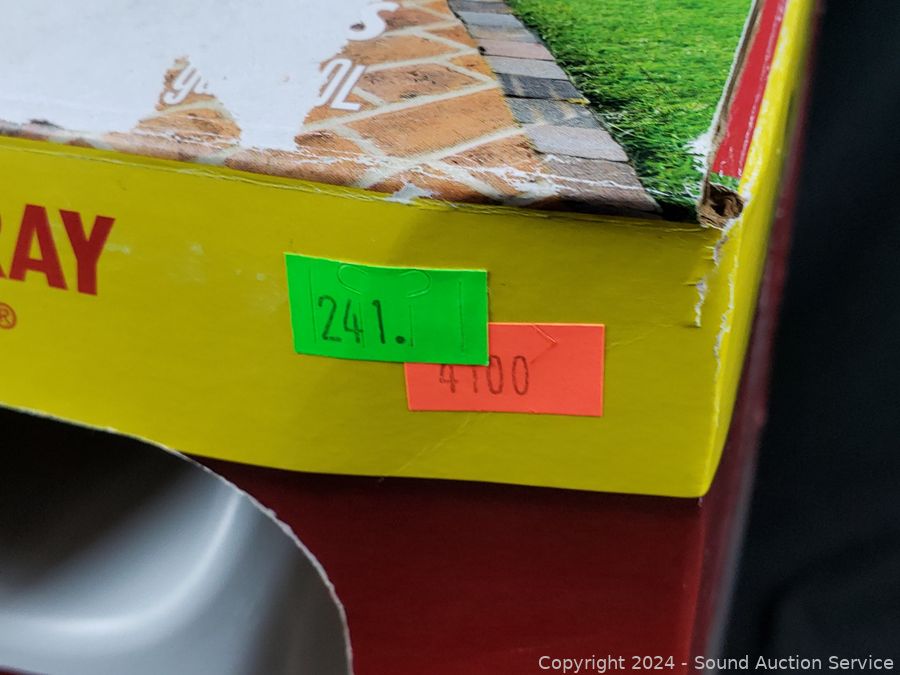 RAY
®
241.
4100
Copyright 2024 - Sound Auction Service